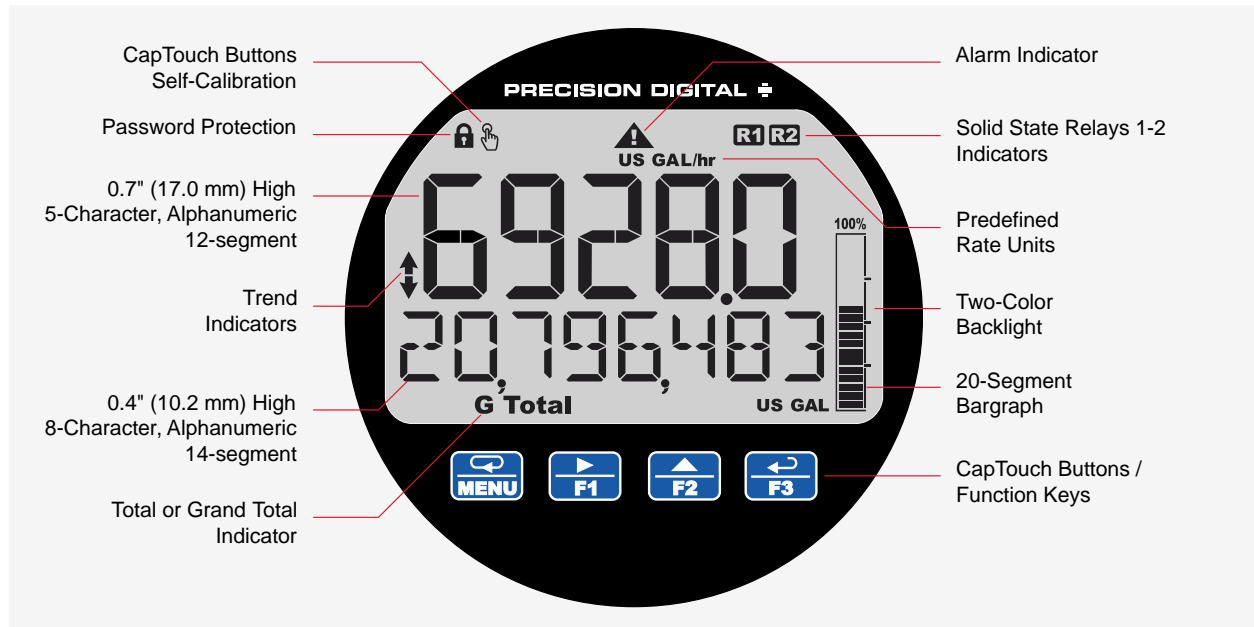 CapTouch Buttons
Self-Calibration
Password Protection
0.7" (17.0 mm) High
5-Character, Alphanumeric
12-segment
Trend
Indicators
0.4" (10.2 mm) High
8-Character, Alphanumeric
14-segment
Total or Grand Total
Indicator
PRECISION DIGITAL
R1 R2
US GAL/hr
6928.0
100%
20,796,483
G Total
US GAL
MENU
F1
F2
F3
Alarm Indicator
Solid State Relays 1-2
Indicators
Predefined
Rate Units
Two-Color
Backlight
20-Segment
Bargraph
CapTouch Buttons /
Function Keys